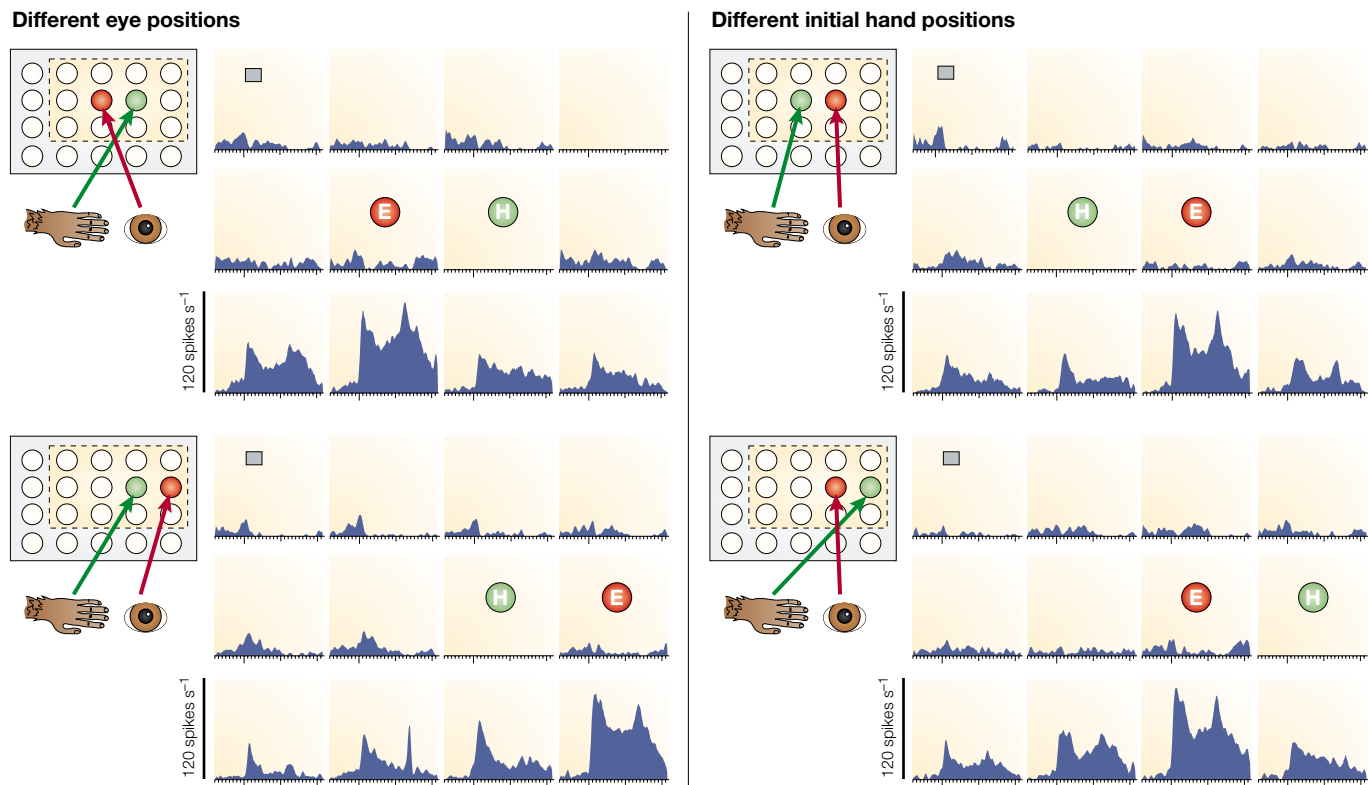 Different eye positions
E
H
120 spikes s⁻¹
H
E
120 spikes s⁻¹
Different initial hand positions
H
E
120 spikes s⁻¹
E
H
120 spikes s⁻¹